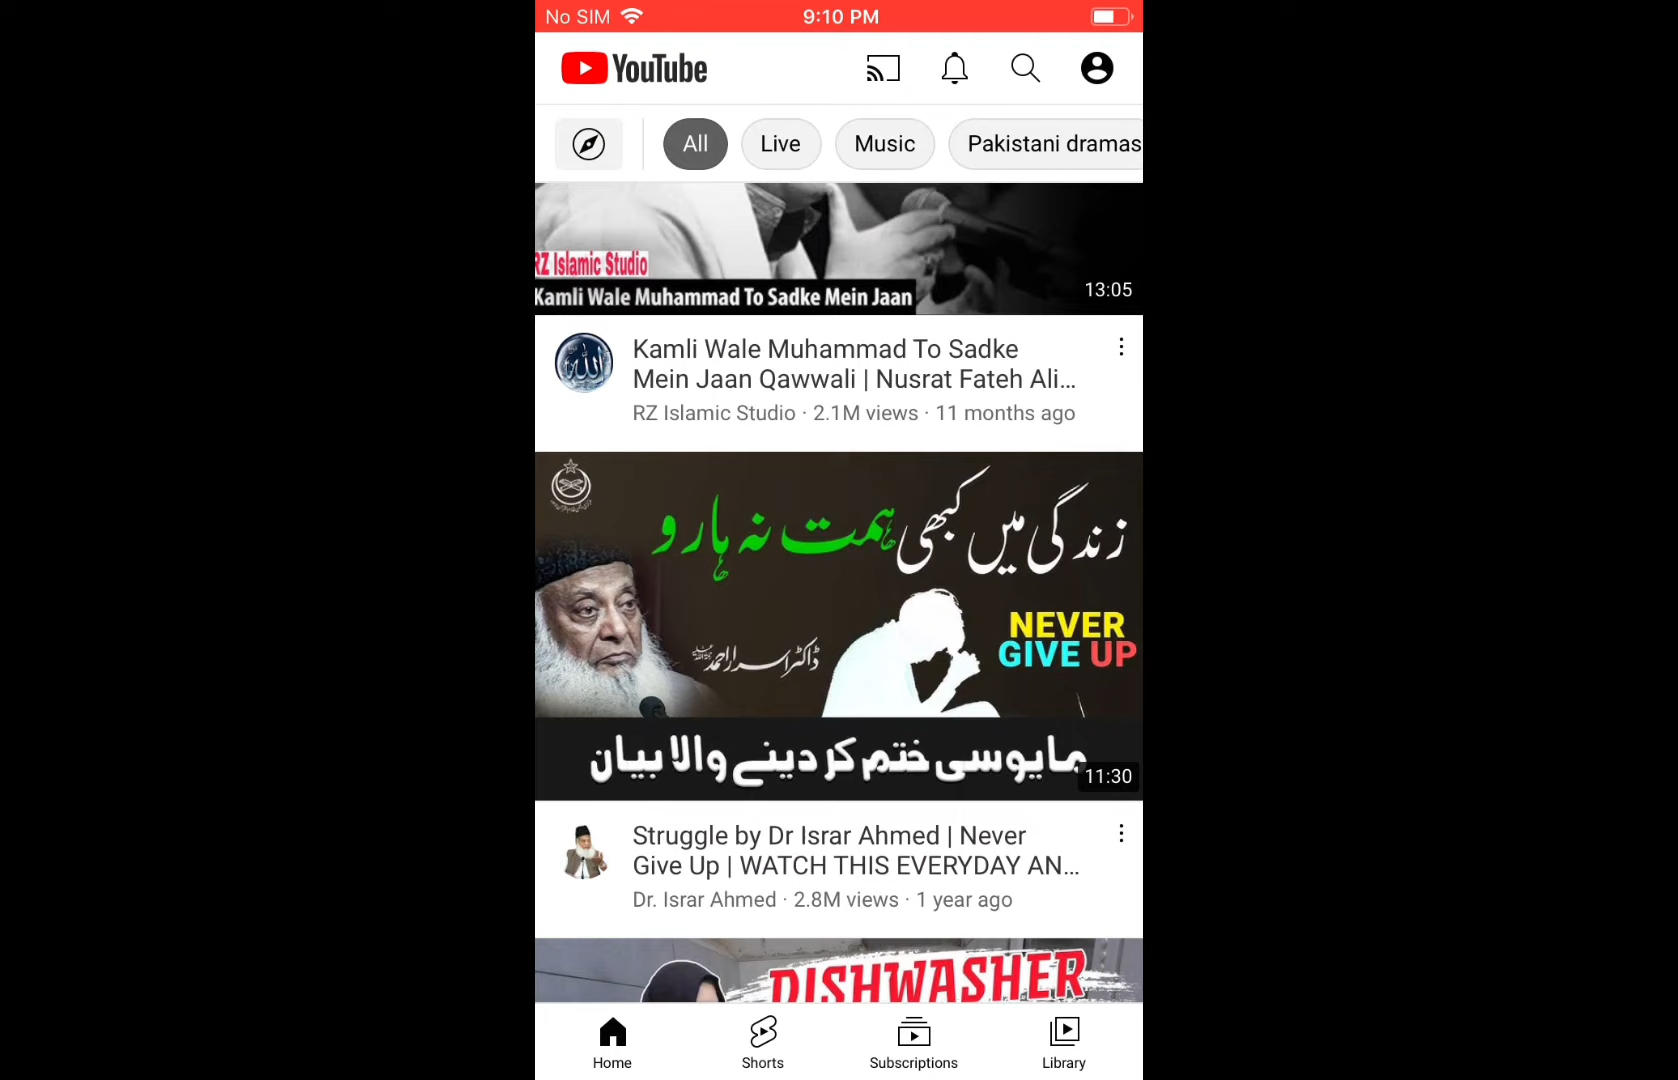 No SIM
9:10 PM
YouTube
All
Live
Music
Pakistani dramas
RZ Islamic Studio
Kamli Wale Muhammad To Sadke Mein Jaan
13:05
Kamli Wale Muhammad To Sadke
Mein Jaan Qawwali | Nusrat Fateh Ali...
RZ Islamic Studio · 2.1M views · 11 months ago
زندگی میں کبھی ہمت نہ ہارو
NEVER
GIVE UP
ڈاکٹر اسرار احمد
مایوسی ختم کر دینے والا بیان
11:30
Struggle by Dr Israr Ahmed | Never
Give Up | WATCH THIS EVERYDAY AN...
Dr. Israr Ahmed · 2.8M views · 1 year ago
DISHWASHER
Home
Shorts
Subscriptions
Library